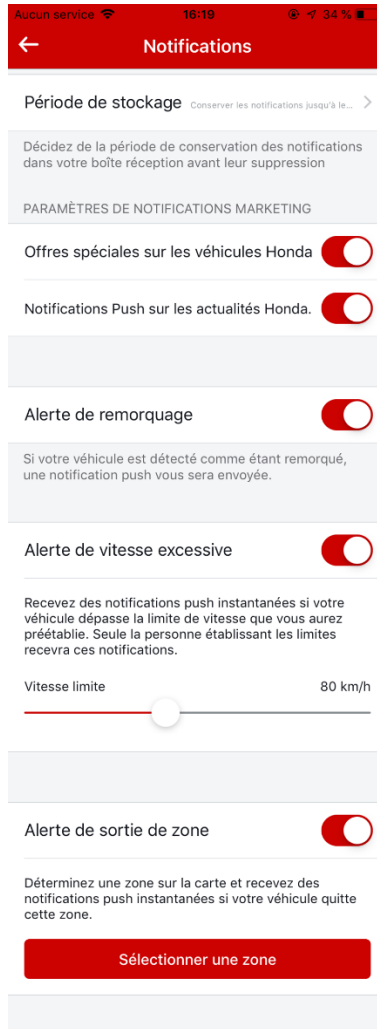 Aucun service 16:19 34 %
Notifications
Période de stockage Conserver les notifications jusqu'à le...
Décidez de la période de conservation des notifications
dans votre boîte réception avant leur suppression
PARAMÈTRES DE NOTIFICATIONS MARKETING
Offres spéciales sur les véhicules Honda
Notifications Push sur les actualités Honda.
Alerte de remorquage
Si votre véhicule est détecté comme étant remorqué,
une notification push vous sera envoyée.
Alerte de vitesse excessive
Recevez des notifications push instantanées si votre
véhicule dépasse la limite de vitesse que vous aurez
préétablie. Seule la personne établissant les limites
recevra ces notifications.
Vitesse limite 80 km/h
Alerte de sortie de zone
Déterminez une zone sur la carte et recevez des
notifications push instantanées si votre véhicule quitte
cette zone.
Sélectionner une zone